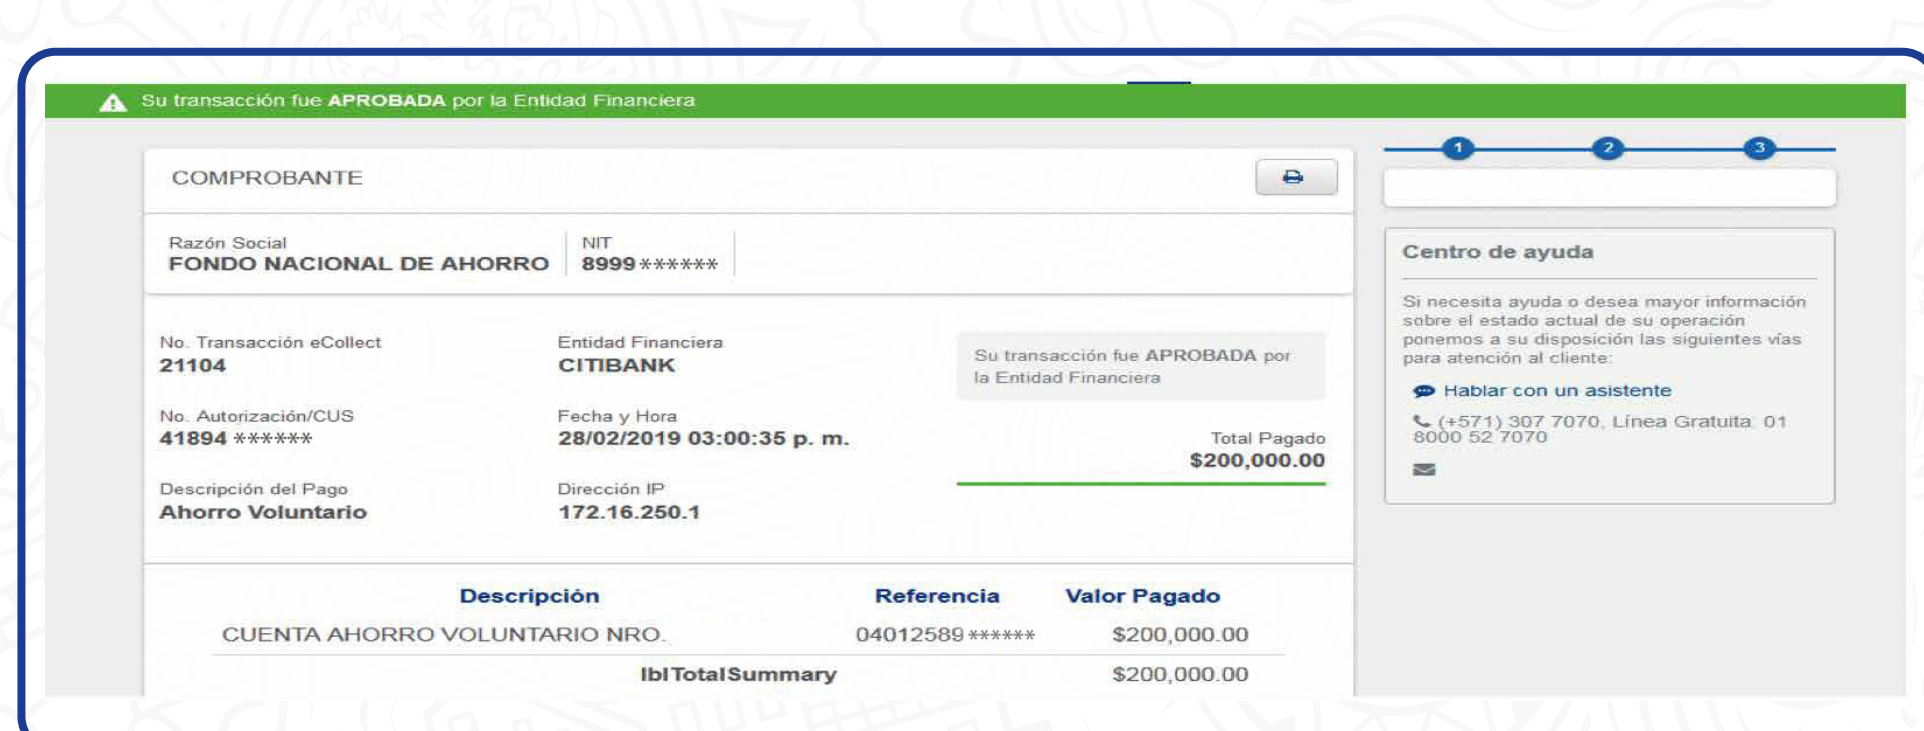 Su transacción fue APROBADA por la Entidad Financiera
COMPROBANTE
Razón Social
FONDO NACIONAL DE AHORRO
NIT
8999******
No. Transacción eCollect
21104
Entidad Financiera
CITIBANK
No. Autorización/CUS
41894 ******
Fecha y Hora
28/02/2019 03:00:35 p. m.
Descripción del Pago
Ahorro Voluntario
Dirección IP
172.16.250.1
Su transacción fue APROBADA por
la Entidad Financiera
Total Pagado
$200,000.00
Descripción Referencia Valor Pagado
CUENTA AHORRO VOLUNTARIO NRO. 04012589****** $200,000.00
lblTotalSummary $200,000.00
1 2 3
Centro de ayuda
Si necesita ayuda o desea mayor información
sobre el estado actual de su operación
ponemos a su disposición las siguientes vías
para atención al cliente:
Hablar con un asistente
(+571) 307 7070, Línea Gratuita: 01
8000 52 7070